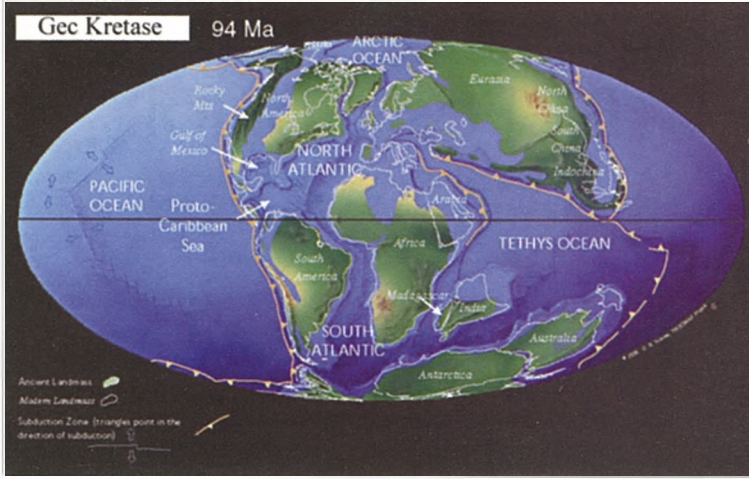 Gec Kretase
94 Ma
ARCTIC
OCEAN
Eurasia
Rocky
Mts
North
America
North
China
South
China
Indochina
Gulf of
Mexico
NORTH
ATLANTIC
PACIFIC
OCEAN
Proto-
Caribbean
Sea
Arabia
Africa
TETHYS OCEAN
South
America
Madagascar
India
SOUTH
ATLANTIC
Australia
Antarctica
Ancient Landmass
Modern Landmass
Subduction Zone (triangles point in the
direction of subduction)